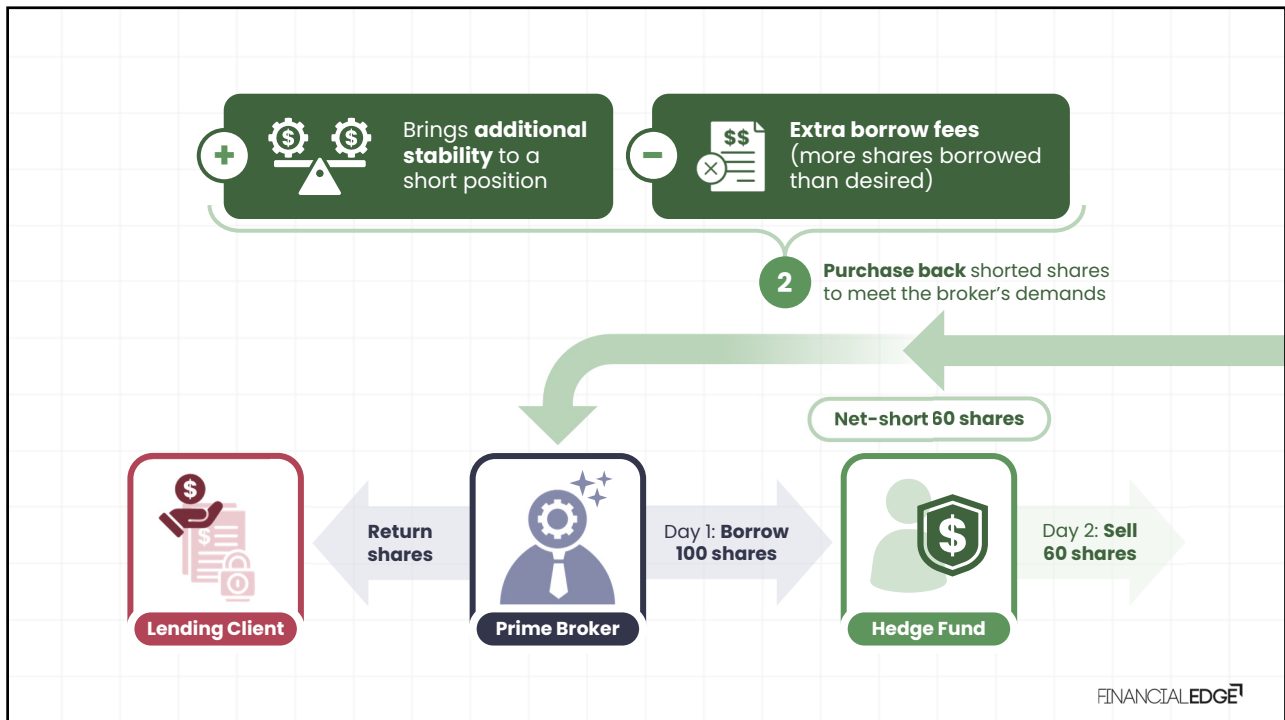 Brings additional
stability to a
short position
Extra borrow fees
(more shares borrowed
than desired)
2
Purchase back shorted shares
to meet the broker’s demands
Net-short 60 shares
Return
shares
Day 1: Borrow
100 shares
Day 2: Sell
60 shares
Lending Client
Prime Broker
Hedge Fund
FINANCIALEDGE